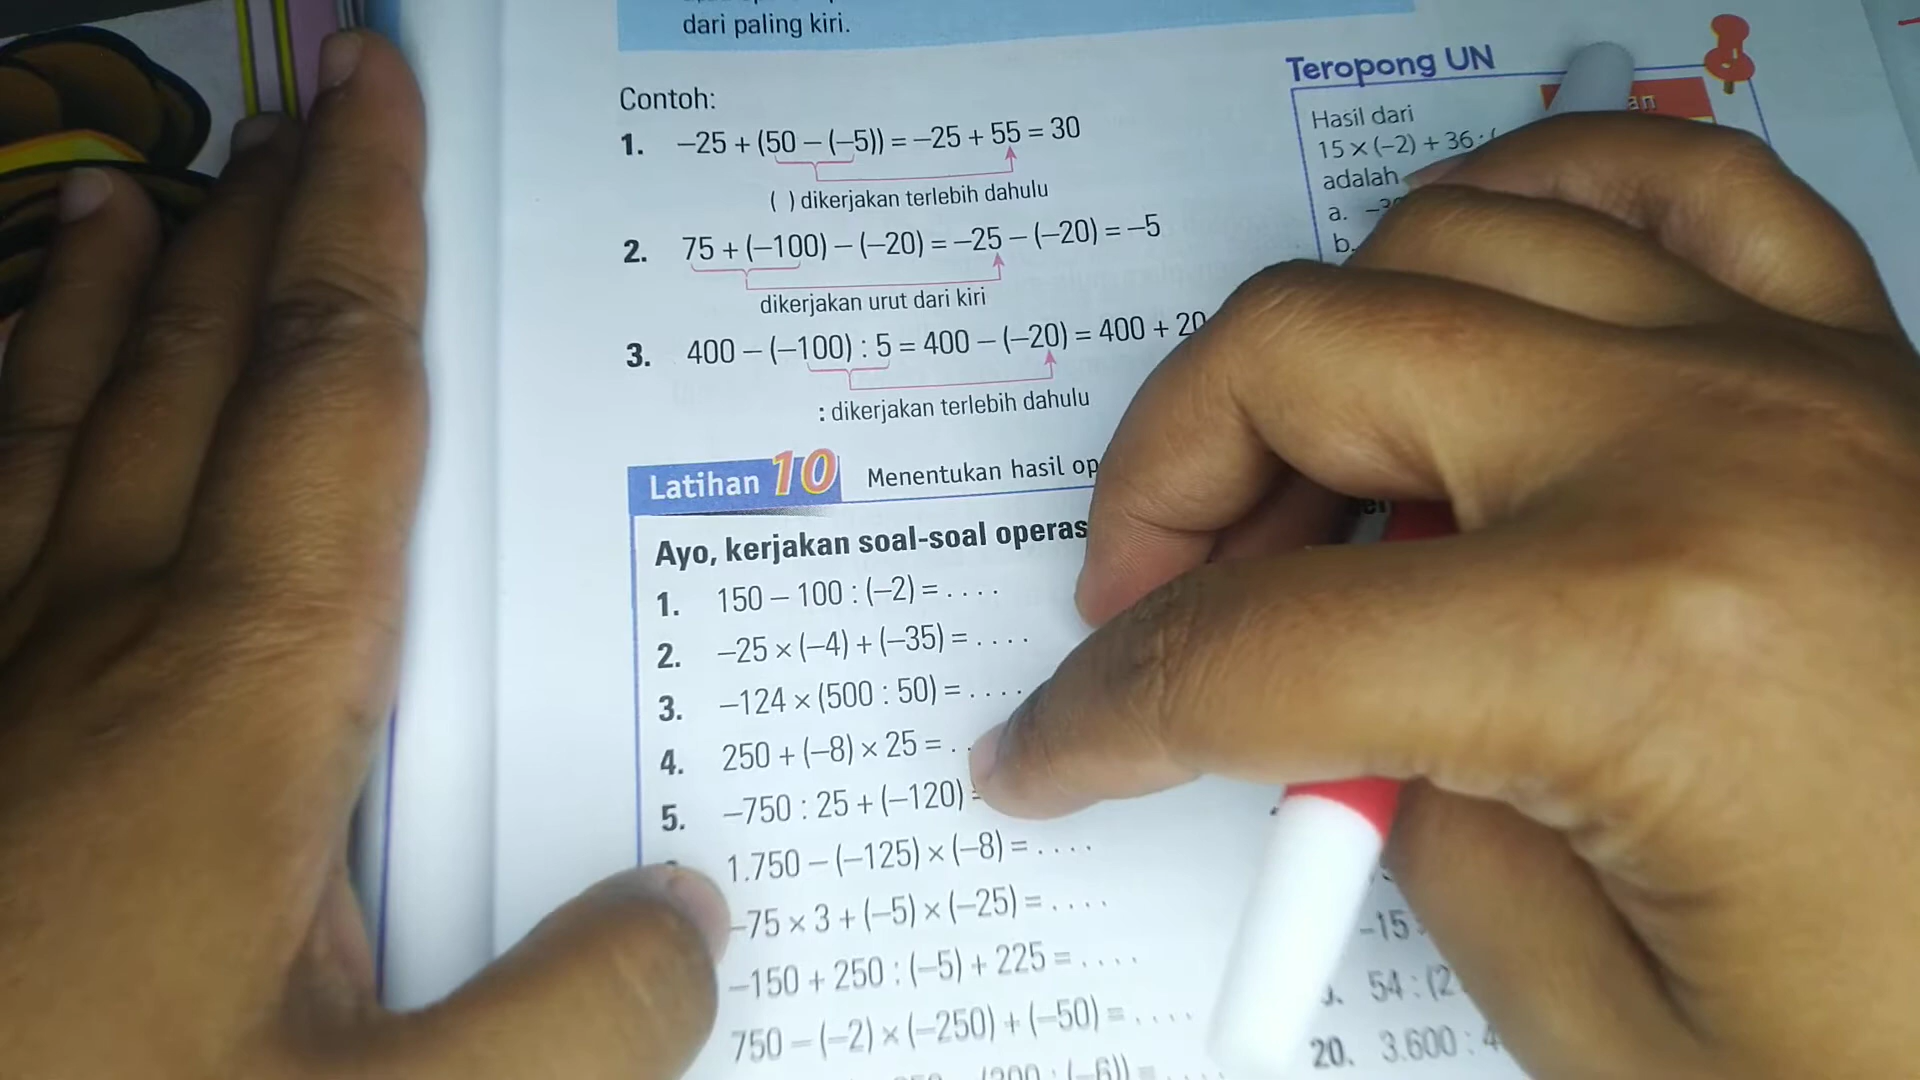 dari paling kiri.
Contoh:
1. –25 + (50 – (–5)) = –25 + 55 = 30
( ) dikerjakan terlebih dahulu
2. 75 + (–100) – (–20) = –25 – (–20) = –5
dikerjakan urut dari kiri
3. 400 – (–100) : 5 = 400 – (–20) = 400 + 20
: dikerjakan terlebih dahulu
Latihan 10 Menentukan hasil op
Ayo, kerjakan soal-soal operas
1. 150 – 100 : (–2) = . . . .
2. –25 × (–4) + (–35) = . . . .
3. –124 × (500 : 50) = . . . .
4. 250 + (–8) × 25 = . .
5. –750 : 25 + (–120) =
1.750 – (–125) × (–8) = . . . .
–75 × 3 + (–5) × (–25) = . . . .
–150 + 250 : (–5) + 225 = . . . .
750 – (–2) × (–250) + (–50) = . . . .
(300 : (–6)) = . . . .
Teropong UN
an
Hasil dari
15 × (–2) + 36 : (
adalah
a. –3
b.
–15
54 : (2
20. 3.600 : 4